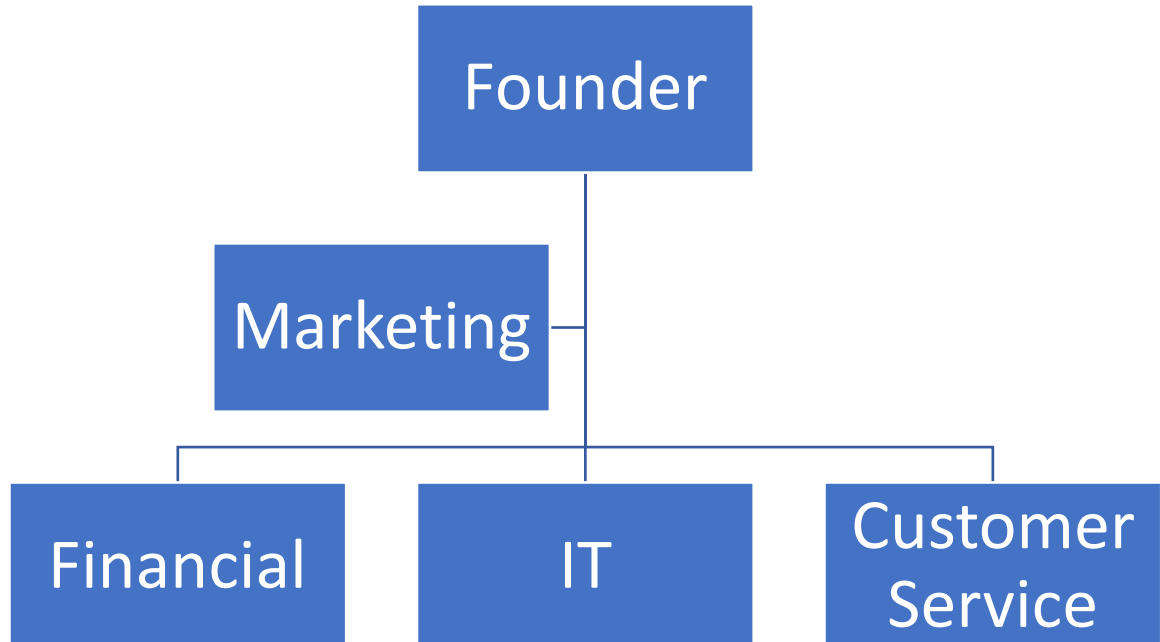 Founder
Marketing
Financial
IT
Customer
Service